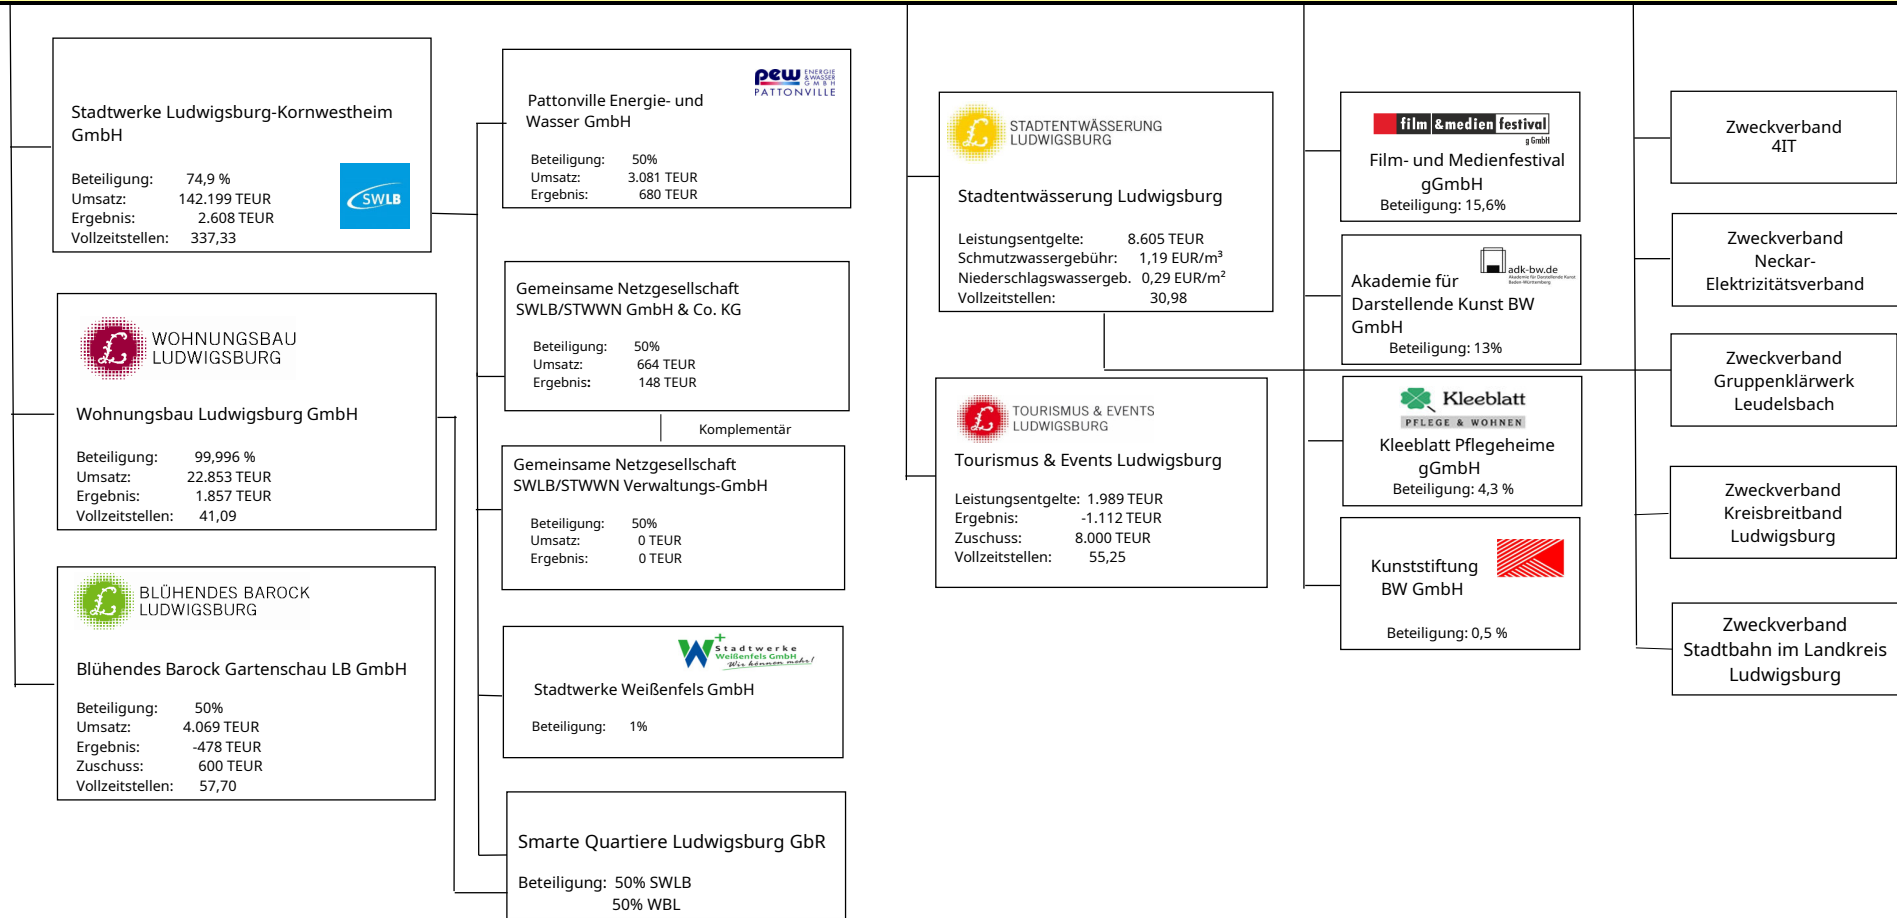 Stadtwerke Ludwigsburg-Kornwestheim
GmbH
Beteiligung: 74,9 %
Umsatz: 142.199 TEUR
Ergebnis: 2.608 TEUR
Vollzeitstellen: 337,33
SWLB
WOHNUNGSBAU
LUDWIGSBURG
Wohnungsbau Ludwigsburg GmbH
Beteiligung: 99,996 %
Umsatz: 22.853 TEUR
Ergebnis: 1.857 TEUR
Vollzeitstellen: 41,09
BLÜHENDES BAROCK
LUDWIGSBURG
Blühendes Barock Gartenschau LB GmbH
Beteiligung: 50%
Umsatz: 4.069 TEUR
Ergebnis: -478 TEUR
Zuschuss: 600 TEUR
Vollzeitstellen: 57,70
pew ENERGIE
&WASSER
GMBH
PATTONVILLE
Pattonville Energie- und
Wasser GmbH
Beteiligung: 50%
Umsatz: 3.081 TEUR
Ergebnis: 680 TEUR
Gemeinsame Netzgesellschaft
SWLB/STWWN GmbH & Co. KG
Beteiligung: 50%
Umsatz: 664 TEUR
Ergebnis: 148 TEUR
Komplementär
Gemeinsame Netzgesellschaft
SWLB/STWWN Verwaltungs-GmbH
Beteiligung: 50%
Umsatz: 0 TEUR
Ergebnis: 0 TEUR
Stadtwerke
Weißenfels GmbH
Wir können mehr!
Stadtwerke Weißenfels GmbH
Beteiligung: 1%
Smarte Quartiere Ludwigsburg GbR
Beteiligung: 50% SWLB
50% WBL
STADTENTWÄSSERUNG
LUDWIGSBURG
Stadtentwässerung Ludwigsburg
Leistungsentgelte: 8.605 TEUR
Schmutzwassergebühr: 1,19 EUR/m³
Niederschlagswassergeb. 0,29 EUR/m²
Vollzeitstellen: 30,98
TOURISMUS & EVENTS
LUDWIGSBURG
Tourismus & Events Ludwigsburg
Leistungsentgelte: 1.989 TEUR
Ergebnis: -1.112 TEUR
Zuschuss: 8.000 TEUR
Vollzeitstellen: 55,25
film &medien festival
gGmbH
Film- und Medienfestival
gGmbH
Beteiligung: 15,6%
adk-bw.de
Akademie für Darstellende Kunst
Baden-Württemberg
Akademie für
Darstellende Kunst BW
GmbH
Beteiligung: 13%
Kleeblatt
PFLEGE & WOHNEN
Kleeblatt Pflegeheime
gGmbH
Beteiligung: 4,3 %
Kunststiftung
BW GmbH
Beteiligung: 0,5 %
Zweckverband
4IT
Zweckverband
Neckar-
Elektrizitätsverband
Zweckverband
Gruppenklärwerk
Leudelsbach
Zweckverband
Kreisbreitband
Ludwigsburg
Zweckverband
Stadtbahn im Landkreis
Ludwigsburg